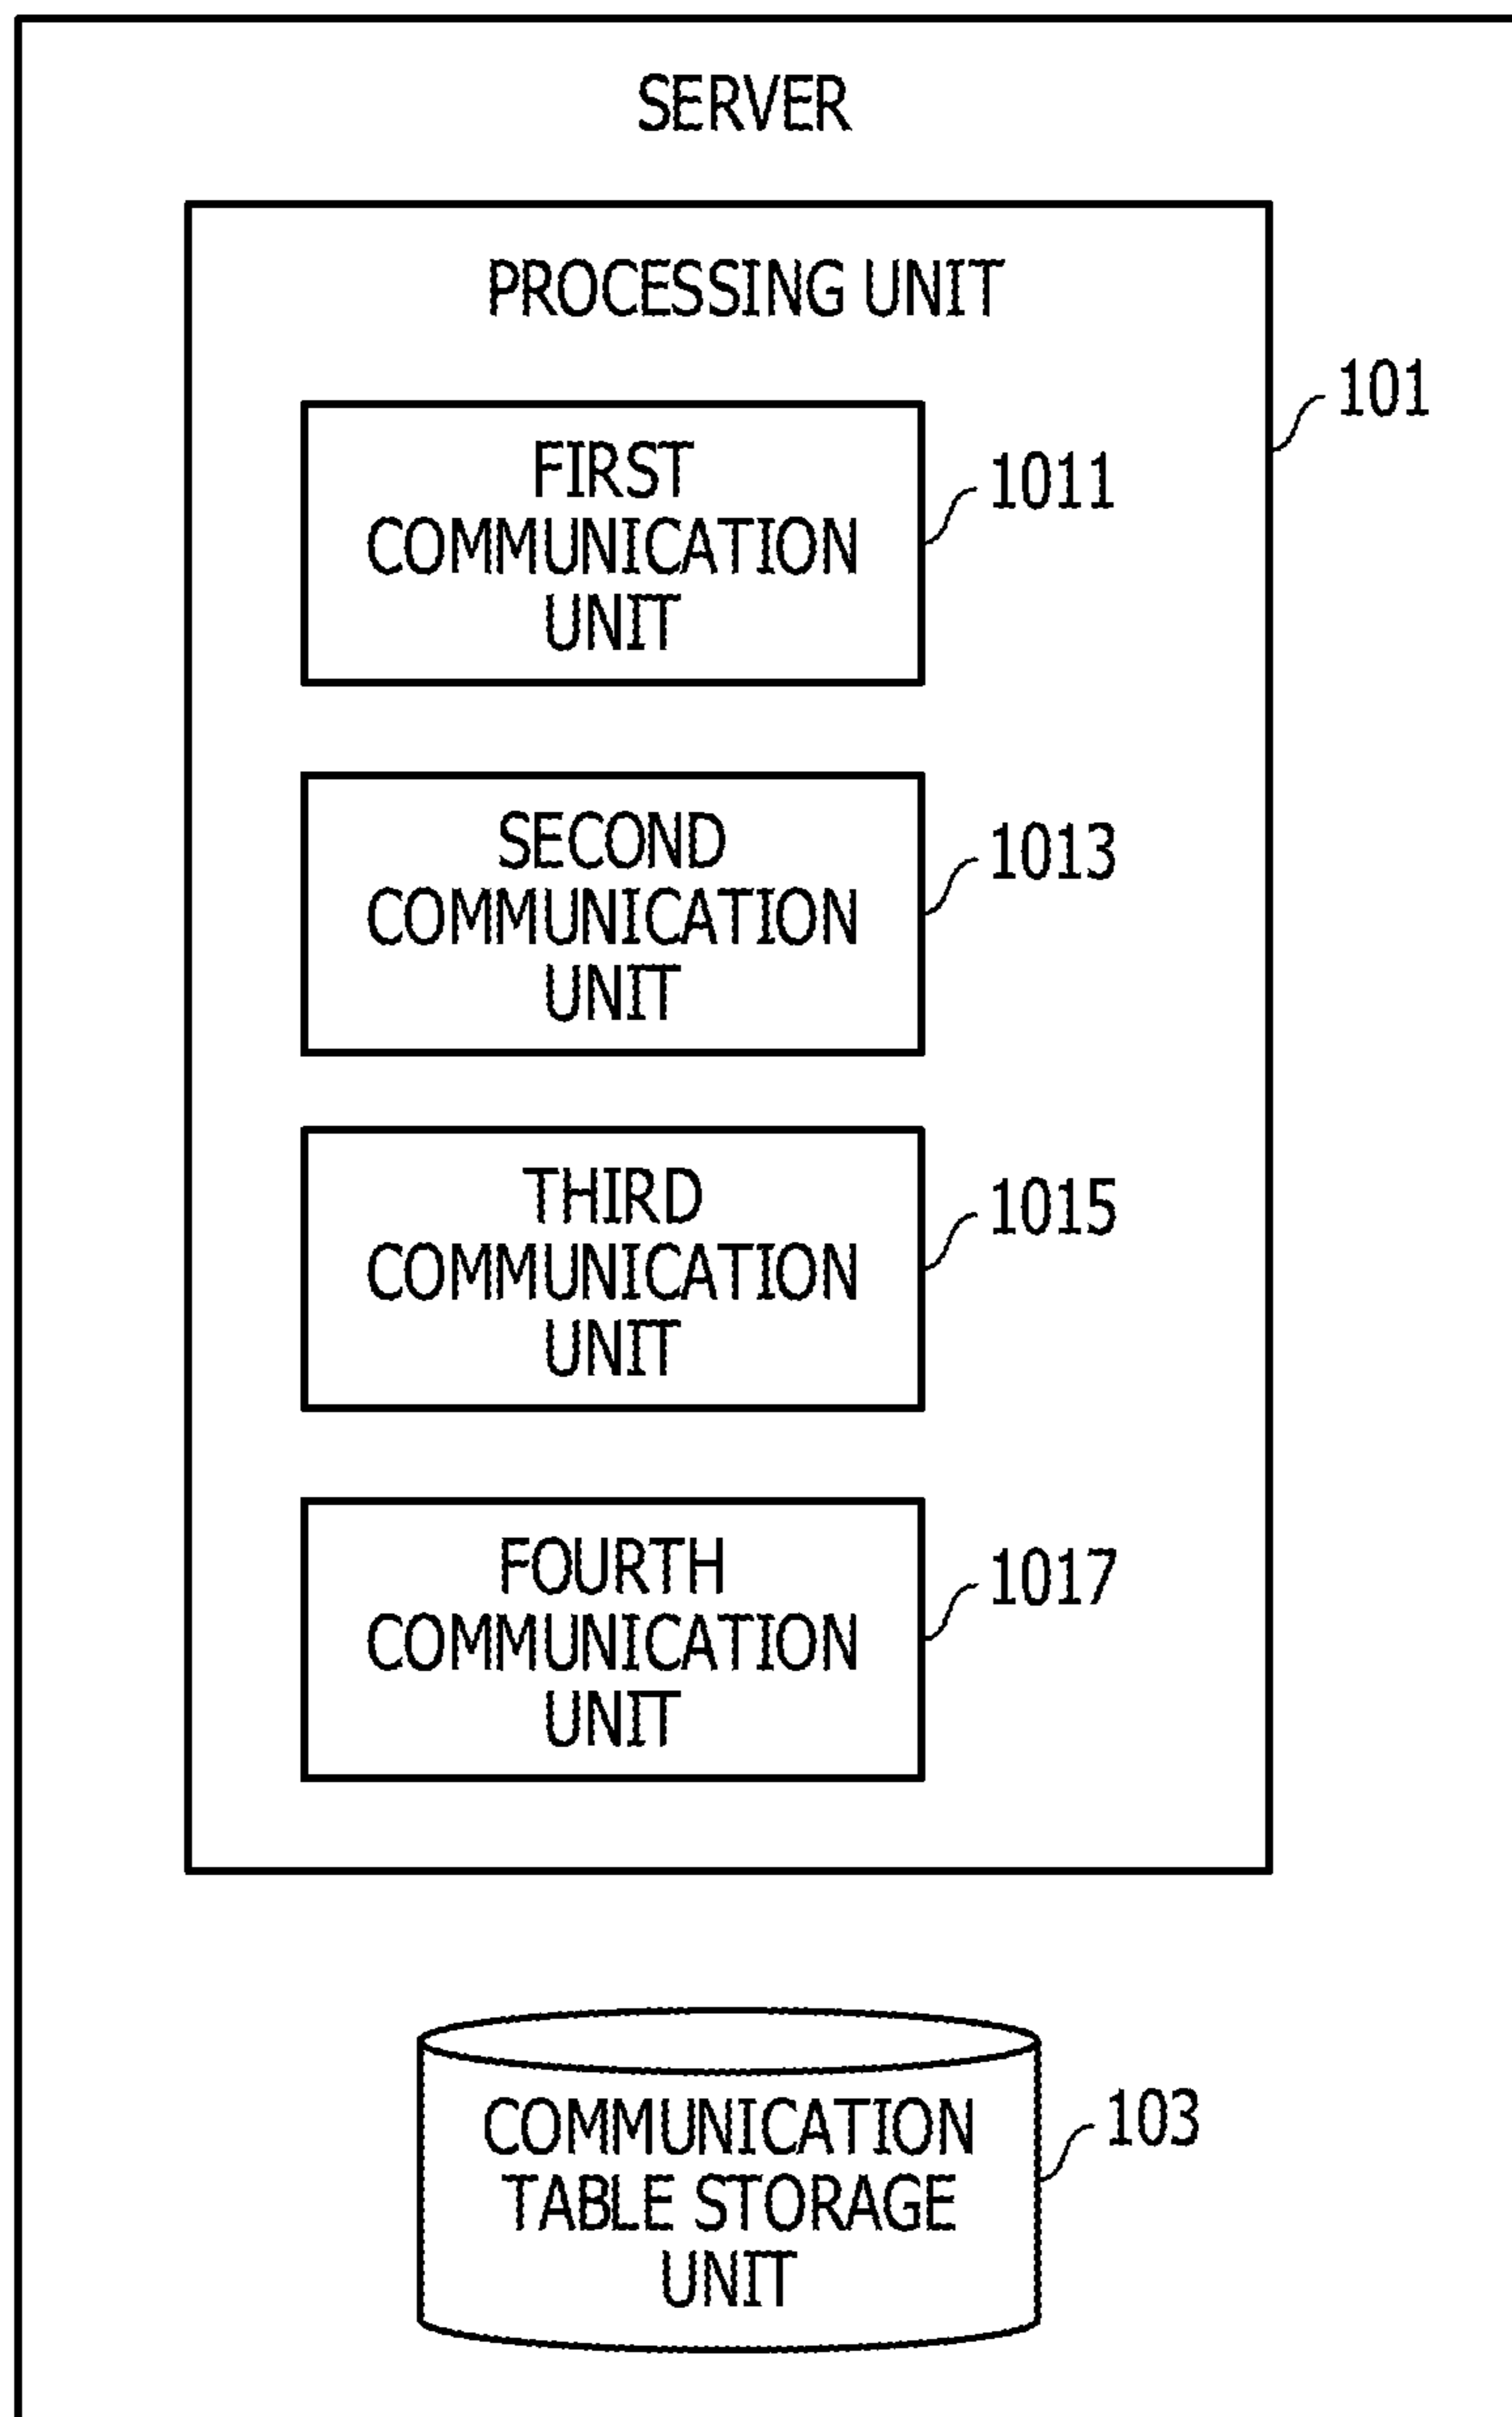 SERVER
PROCESSING UNIT
101
FIRST
COMMUNICATION
UNIT
1011
SECOND
COMMUNICATION
UNIT
1013
THIRD
COMMUNICATION
UNIT
1015
FOURTH
COMMUNICATION
UNIT
1017
COMMUNICATION
TABLE STORAGE
UNIT
103